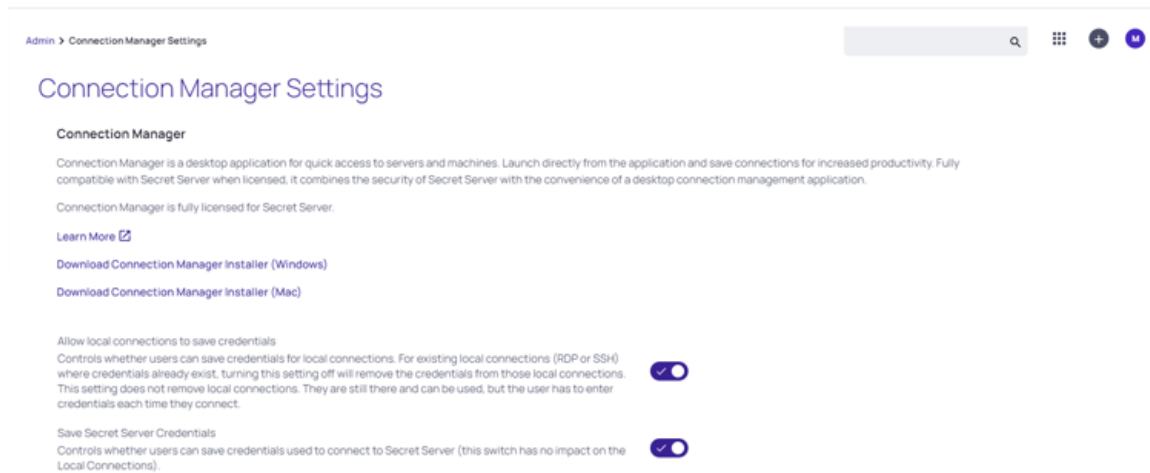 Admin > Connection Manager Settings
M
Connection Manager Settings
Connection Manager
Connection Manager is a desktop application for quick access to servers and machines. Launch directly from the application and save connections for increased productivity. Fully
compatible with Secret Server when licensed, it combines the security of Secret Server with the convenience of a desktop connection management application.
Connection Manager is fully licensed for Secret Server.
Learn More
Download Connection Manager Installer (Windows)
Download Connection Manager Installer (Mac)
Allow local connections to save credentials
Controls whether users can save credentials for local connections. For existing local connections (RDP or SSH)
where credentials already exist, turning this setting off will remove the credentials from those local connections.
This setting does not remove local connections. They are still there and can be used, but the user has to enter
credentials each time they connect.
Save Secret Server Credentials
Controls whether users can save credentials used to connect to Secret Server (this switch has no impact on the
Local Connections).